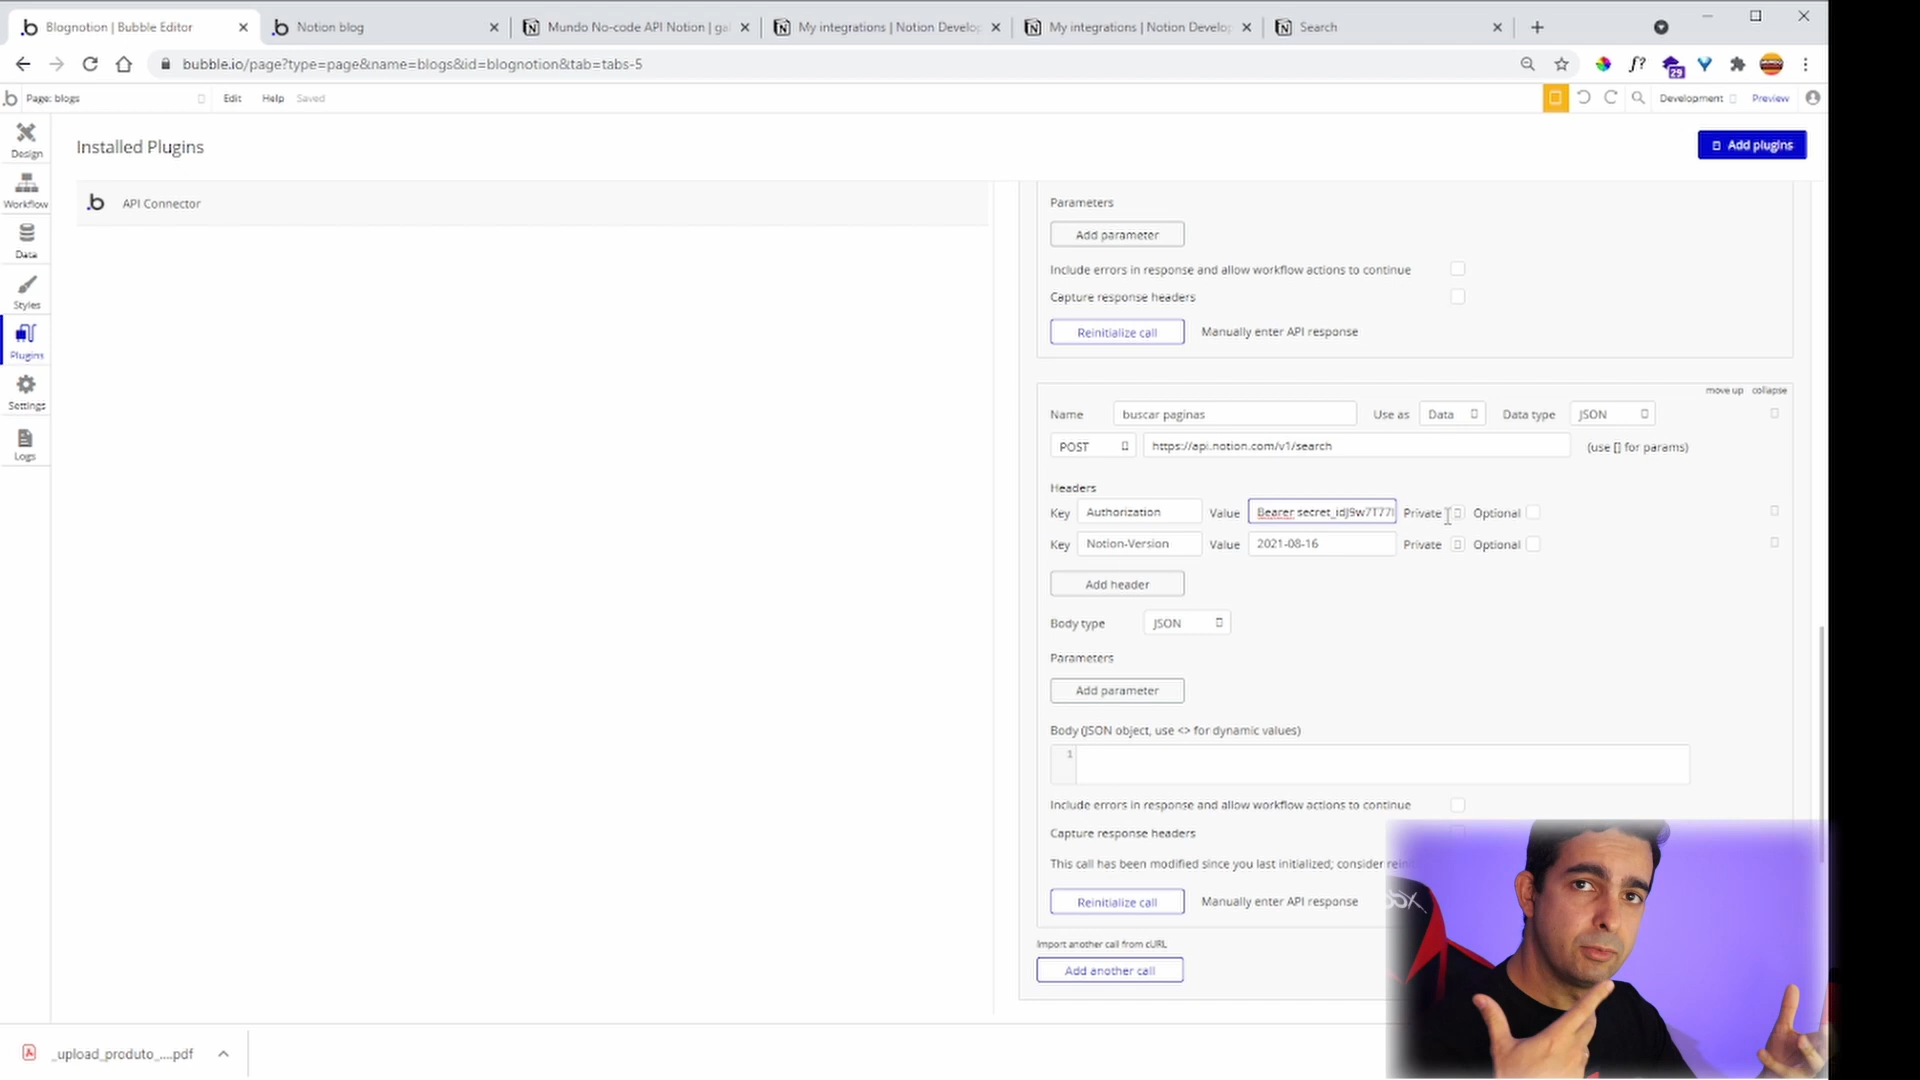 Blognotion | Bubble Editor
Notion blog
Mundo No-code API Notion | ga
My integrations | Notion Develo
My integrations | Notion Develop
Search
bubble.io/page?type=page&name=blogs&id=blognotion&tab=tabs-5
29
Page: blogs
Edit
Help
Saved
Development
Preview
Design
Workflow
Data
Styles
Plugins
Settings
Logs
Installed Plugins
Add plugins
API Connector
Parameters
Add parameter
Include errors in response and allow workflow actions to continue
Capture response headers
Reinitialize call
Manually enter API response
move up
collapse
Name
buscar paginas
Use as
Data
Data type
JSON
POST
https://api.notion.com/v1/search
(use [] for params)
Headers
Key
Authorization
Value
Bearer
Private
Optional
Key
Notion-Version
Value
2021-08-16
Private
Optional
Add header
Body type
JSON
Parameters
Add parameter
Body (JSON object, use <> for dynamic values)
1
Include errors in response and allow workflow actions to continue
Capture response headers
This call has been modified since you last initialized; consider
Reinitialize call
Manually enter API response
Import another call from cURL
Add another call
_upload_produto_....pdf